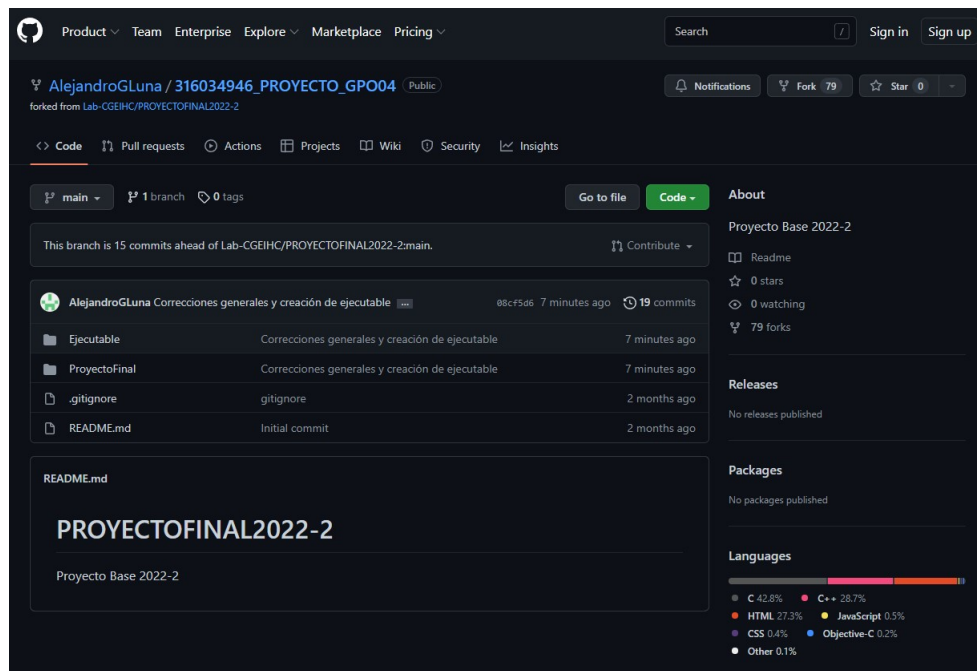 Product Team Enterprise Explore Marketplace Pricing Search / Sign in Sign up
AlejandroGLuna / 316034946_PROYECTO_GPO04 Public Notifications Fork 79 Star 0
forked from Lab-CGEIHC/PROYECTOFINAL2022-2
<> Code Pull requests Actions Projects Wiki Security Insights
main 1 branch 0 tags Go to file Code
This branch is 15 commits ahead of Lab-CGEIHC/PROYECTOFINAL2022-2:main. Contribute
AlejandroGLuna Correcciones generales y creación de ejecutable ... 08cf5d6 7 minutes ago 19 commits
Ejecutable Correcciones generales y creación de ejecutable 7 minutes ago
ProyectoFinal Correcciones generales y creación de ejecutable 7 minutes ago
.gitignore gitignore 2 months ago
README.md Initial commit 2 months ago
README.md
PROYECTOFINAL2022-2
Proyecto Base 2022-2
About
Proyecto Base 2022-2
Readme
0 stars
0 watching
79 forks
Releases
No releases published
Packages
No packages published
Languages
C 42.8% C++ 28.7%
HTML 27.3% JavaScript 0.5%
CSS 0.4% Objective-C 0.2%
Other 0.1%